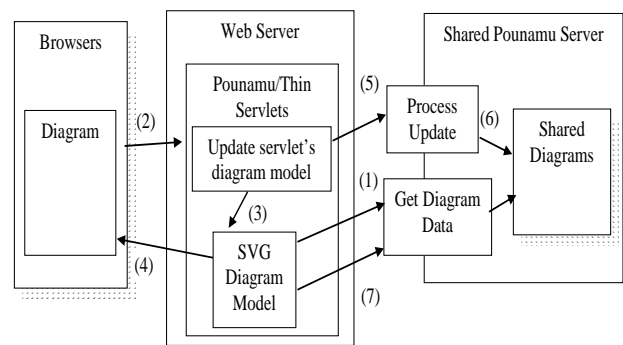 Browsers
Web Server
Shared Pounamu Server
Pounamu/Thin
Servlets
Diagram
(2)
Update servlet's
diagram model
(5)
Process
Update
(6)
Shared
Diagrams
(1)
Get Diagram
Data
(3)
SVG
Diagram
Model
(4)
(7)